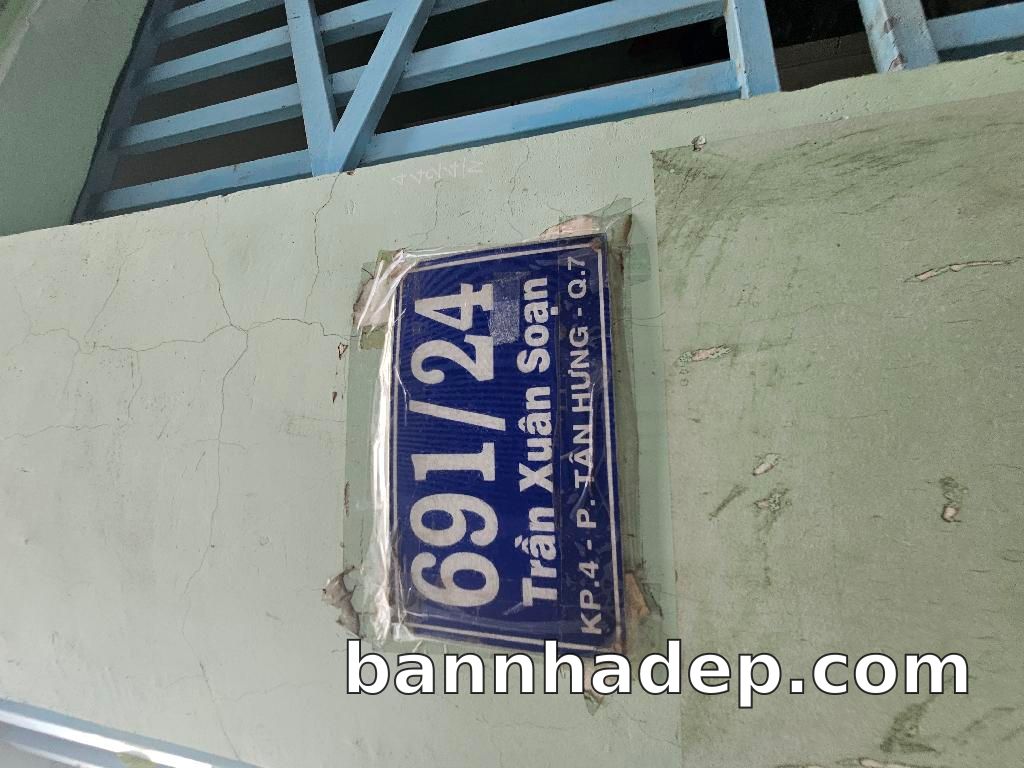 691/24
Trần Xuân Soạn
KP.4 - P. TÂN HƯNG - Q.7
bannhadep.com